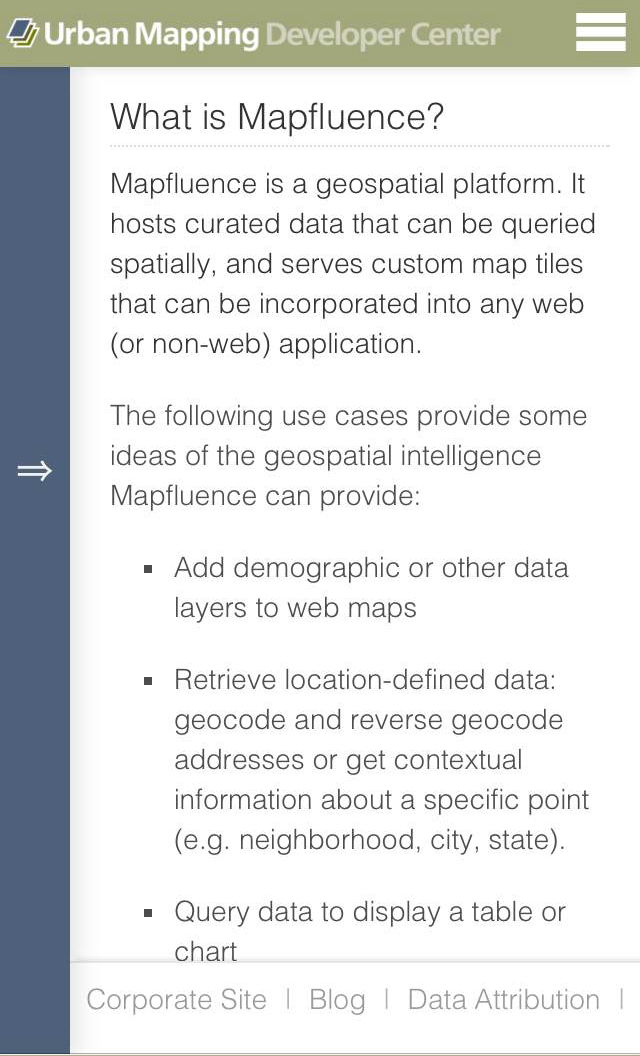 Urban Mapping Developer Center
What is Mapfluence?
Mapfluence is a geospatial platform. It
hosts curated data that can be queried
spatially, and serves custom map tiles
that can be incorporated into any web
(or non-web) application.
The following use cases provide some
ideas of the geospatial intelligence
Mapfluence can provide:
▪ Add demographic or other data
layers to web maps
▪ Retrieve location-defined data:
geocode and reverse geocode
addresses or get contextual
information about a specific point
(e.g. neighborhood, city, state).
▪ Query data to display a table or
chart
⇒
Corporate Site | Blog | Data Attribution |